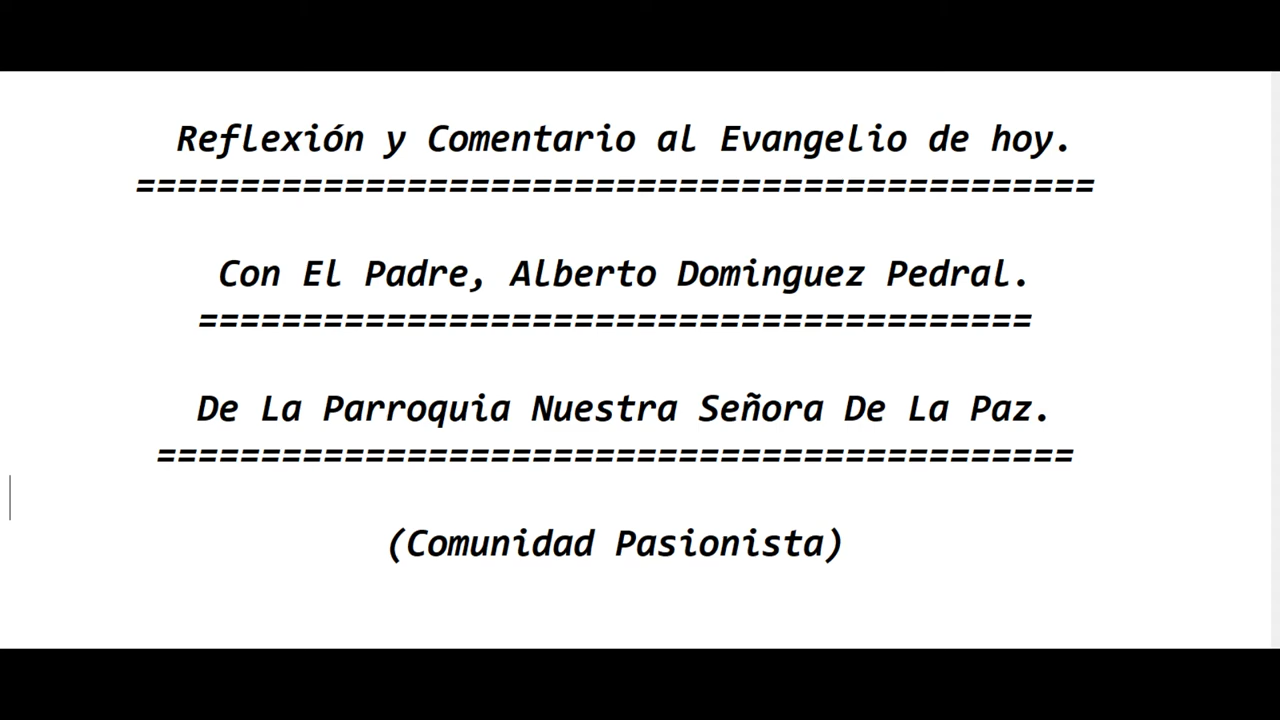 Reflexión y Comentario al Evangelio de hoy.
==============================================
Con El Padre, Alberto Dominguez Pedral.
========================================
De La Parroquia Nuestra Señora De La Paz.
============================================
(Comunidad Pasionista)